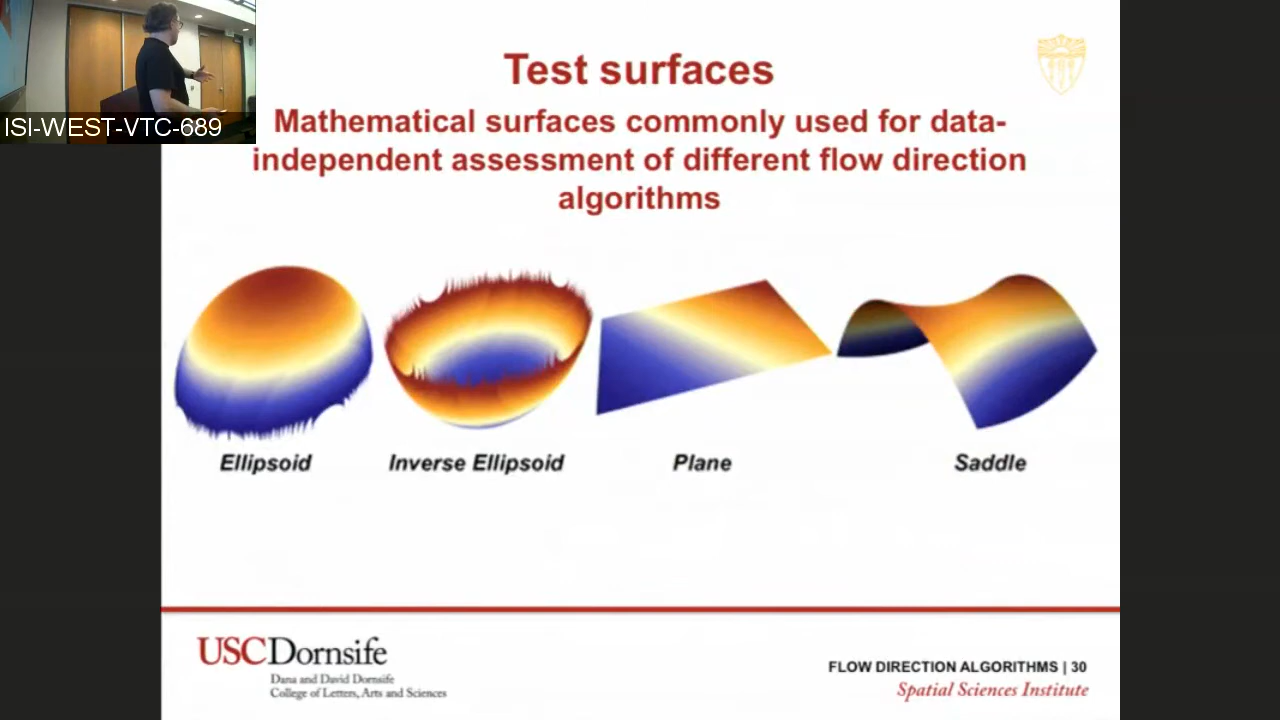 ISI-WEST-VTC-689
Test surfaces
Mathematical surfaces commonly used for data-
independent assessment of different flow direction
algorithms
Ellipsoid
Inverse Ellipsoid
Plane
Saddle
USCDornsife
Dana and David Dornsife
College of Letters, Arts and Sciences
FLOW DIRECTION ALGORITHMS | 30
Spatial Sciences Institute